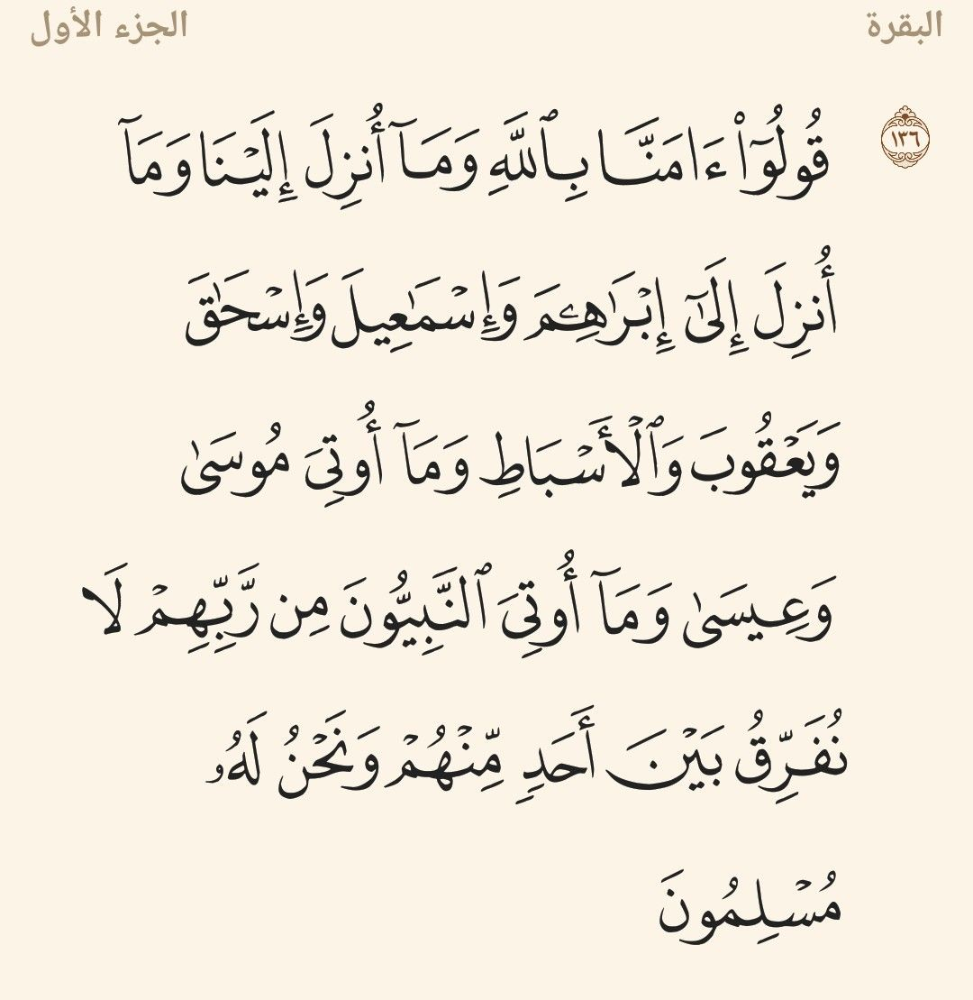 البقرة الجزء الأول
١٣٦ قُولُوٓا۟ ءَامَنَّا بِٱللَّهِ وَمَآ أُنزِلَ إِلَيْنَا وَمَآ
أُنزِلَ إِلَىٰٓ إِبْرَٰهِـۧمَ وَإِسْمَـٰعِيلَ وَإِسْحَـٰقَ
وَيَعْقُوبَ وَٱلْأَسْبَاطِ وَمَآ أُوتِىَ مُوسَىٰ
وَعِيسَىٰ وَمَآ أُوتِىَ ٱلنَّبِيُّونَ مِن رَّبِّهِمْ لَا
نُفَرِّقُ بَيْنَ أَحَدٍ مِّنْهُمْ وَنَحْنُ لَهُۥ
مُسْلِمُونَ